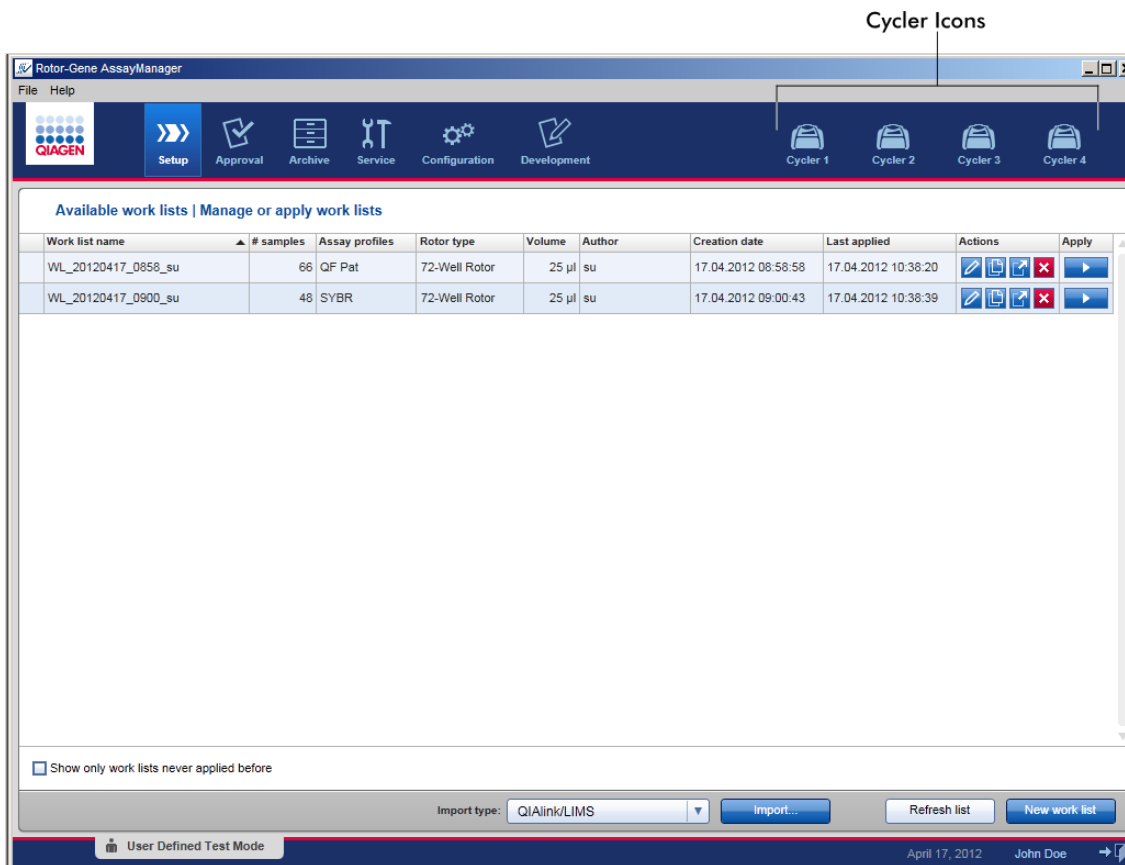 Cycler Icons
Rotor-Gene AssayManager
File Help
QIAGEN
Setup Approval Archive Service Configuration Development Cycler 1 Cycler 2 Cycler 3 Cycler 4
Available work lists | Manage or apply work lists
Work list name # samples Assay profiles Rotor type Volume Author Creation date Last applied Actions Apply
WL_20120417_0858_su 66 QF Pat 72-Well Rotor 25 µl su 17.04.2012 08:58:58 17.04.2012 10:38:20
WL_20120417_0900_su 48 SYBR 72-Well Rotor 25 µl su 17.04.2012 09:00:43 17.04.2012 10:38:39
Show only work lists never applied before
Import type: QIAlink/LIMS Import... Refresh list New work list
User Defined Test Mode April 17, 2012 John Doe